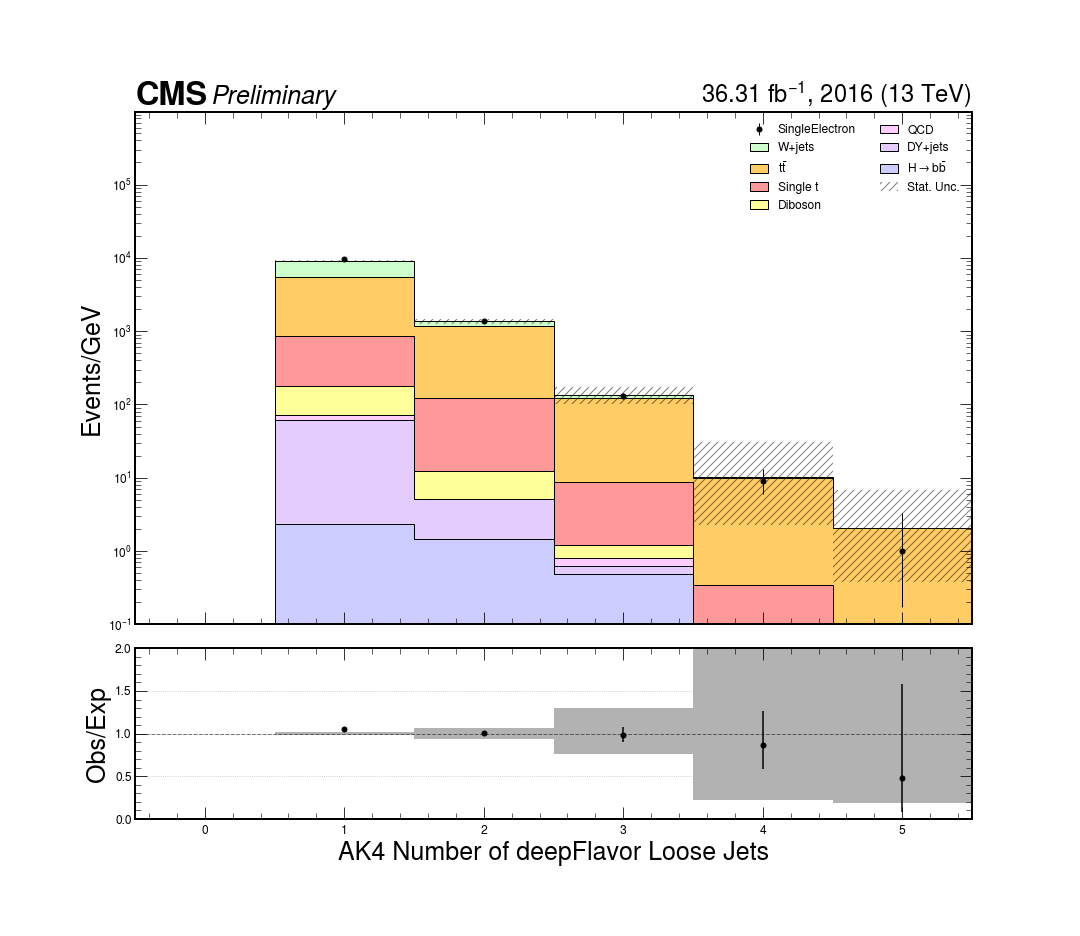 CMS Preliminary
36.31 fb⁻¹, 2016 (13 TeV)
SingleElectron
W+jets
tt̄
Single t
Diboson
QCD
DY+jets
H→bb̄
Stat. Unc.
Events/GeV
10⁵
10⁴
10³
10²
10¹
10⁰
10⁻¹
Obs/Exp
2.0
1.5
1.0
0.5
0.0
0 1 2 3 4 5
AK4 Number of deepFlavor Loose Jets